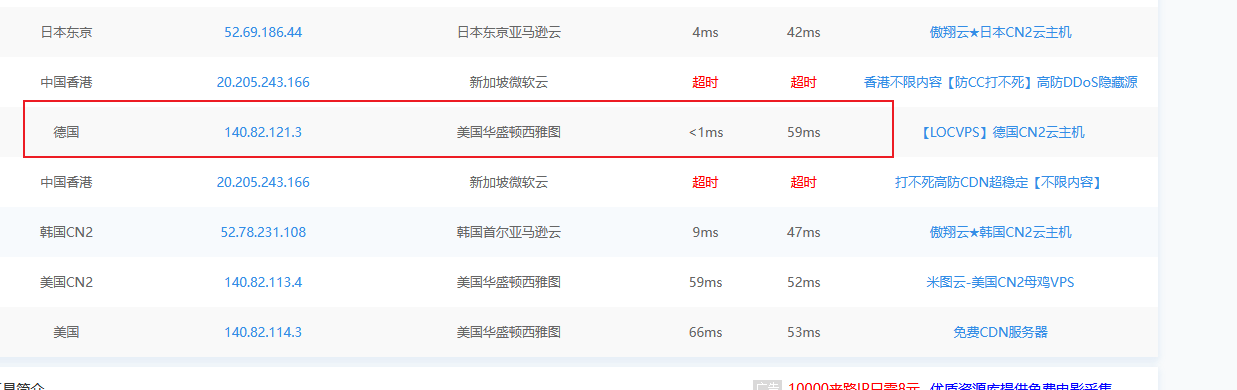 日本东京 52.69.186.44 日本东京亚马逊云 4ms 42ms 傲翔云★日本CN2云主机
中国香港 20.205.243.166 新加坡微软云 超时 超时 香港不限内容【防CC打不死】高防DDoS隐藏源
德国 140.82.121.3 美国华盛顿西雅图 <1ms 59ms 【LOCVPS】德国CN2云主机
中国香港 20.205.243.166 新加坡微软云 超时 超时 打不死高防CDN超稳定【不限内容】
韩国CN2 52.78.231.108 韩国首尔亚马逊云 9ms 47ms 傲翔云★韩国CN2云主机
美国CN2 140.82.113.4 美国华盛顿西雅图 59ms 52ms 米图云-美国CN2母鸡VPS
美国 140.82.114.3 美国华盛顿西雅图 66ms 53ms 免费CDN服务器
具简介 广告 10000来路IP只需8元 优质资源库提供免费电影采集